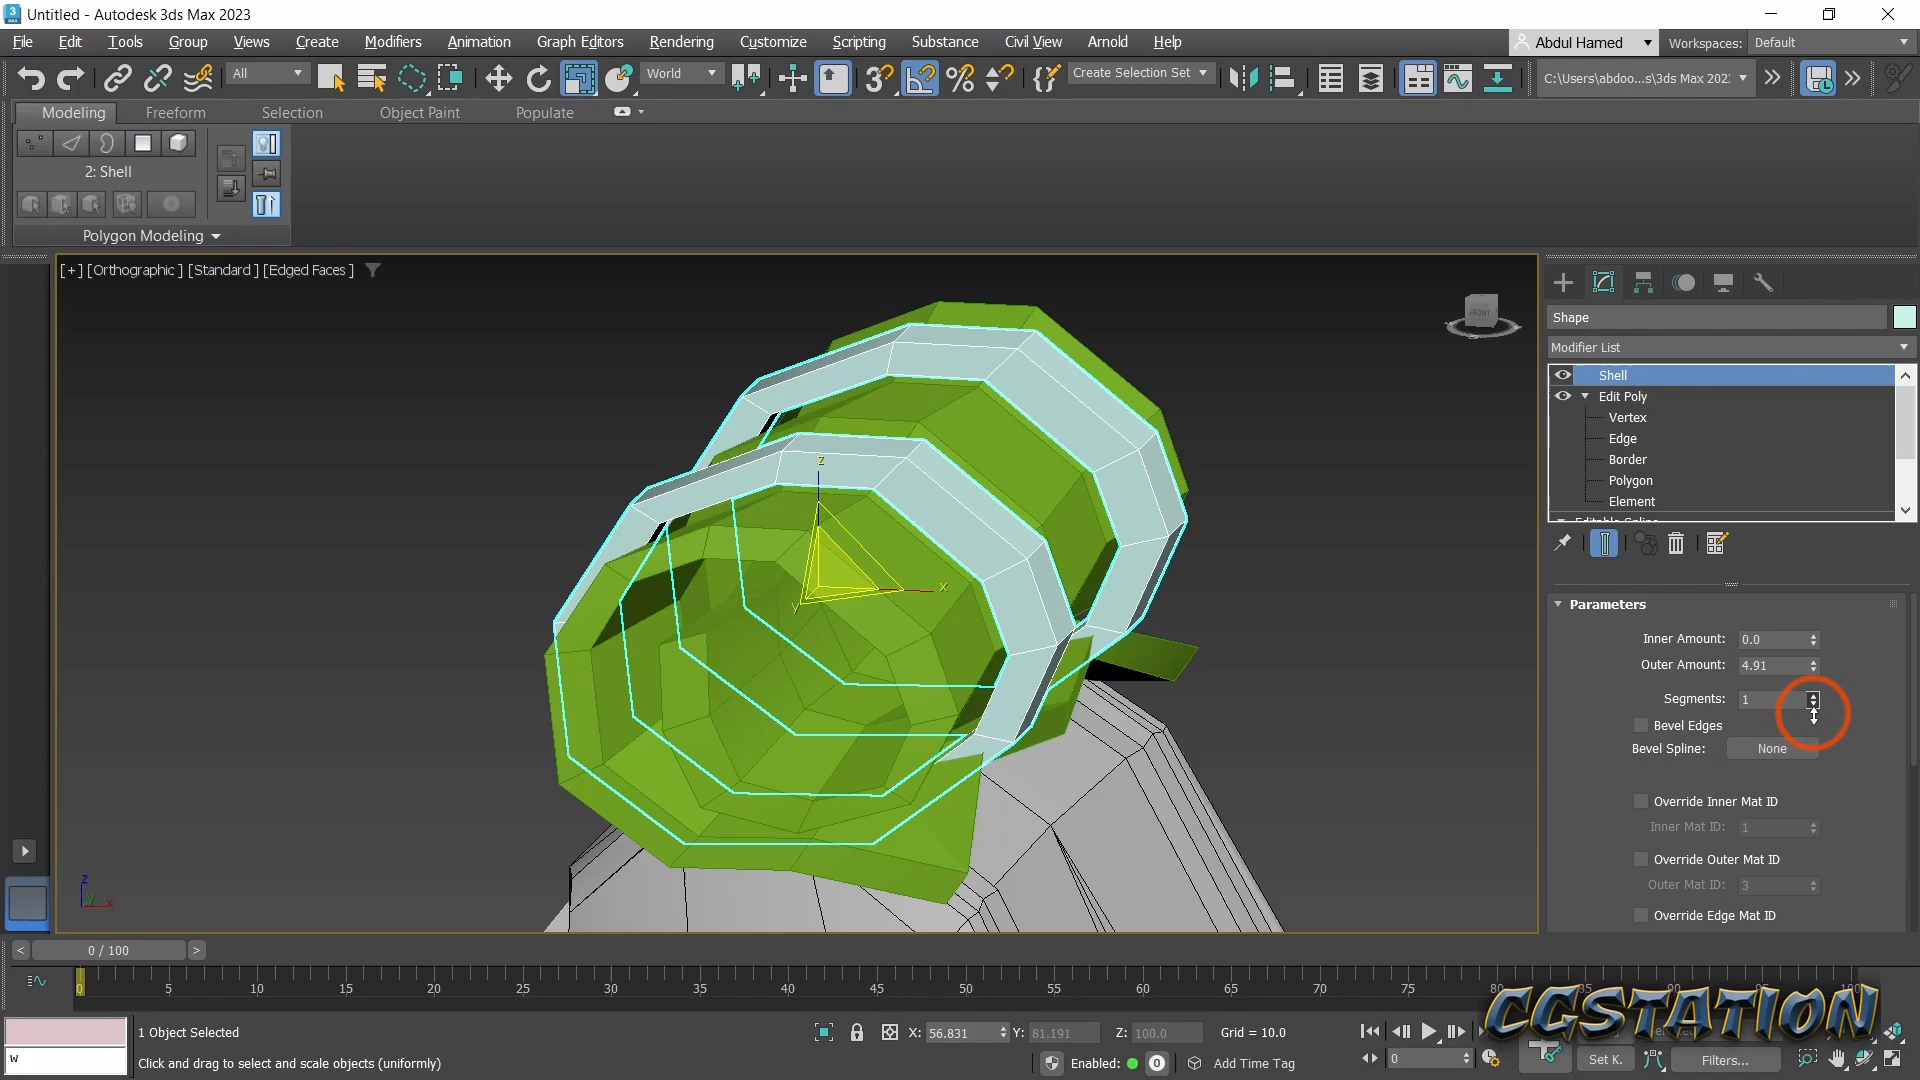 Untitled - Autodesk 3ds Max 2023
File Edit Tools Group Views Create Modifiers Animation Graph Editors Rendering Customize Scripting Substance Civil View Arnold Help
Abdul Hamed Workspaces: Default
All World Create Selection Set C:\Users\abdoo...s\3ds Max 202:
Modeling Freeform Selection Object Paint Populate
2: Shell
Polygon Modeling
[+] [Orthographic ] [Standard ] [Edged Faces ]
FRONT
z
x
y
z
y x
Shape
Modifier List
Shell
Edit Poly
Vertex
Edge
Border
Polygon
Element
Editable Spline
Parameters
Inner Amount: 0.0
Outer Amount: 4.91
Segments: 1
Bevel Edges
Bevel Spline: None
Override Inner Mat ID
Inner Mat ID: 1
Override Outer Mat ID
Outer Mat ID: 3
Override Edge Mat ID
< 0 / 100 >
0 5 10 15 20 25 30 35 40 45 50 55 60 65 70 75 80 100
CGSTATION
1 Object Selected
X: 56.831 Y: 81.191 Z: 100.0 Grid = 10.0
w
Click and drag to select and scale objects (uniformly)
Enabled: 0 Add Time Tag
0
Set K. Filters...